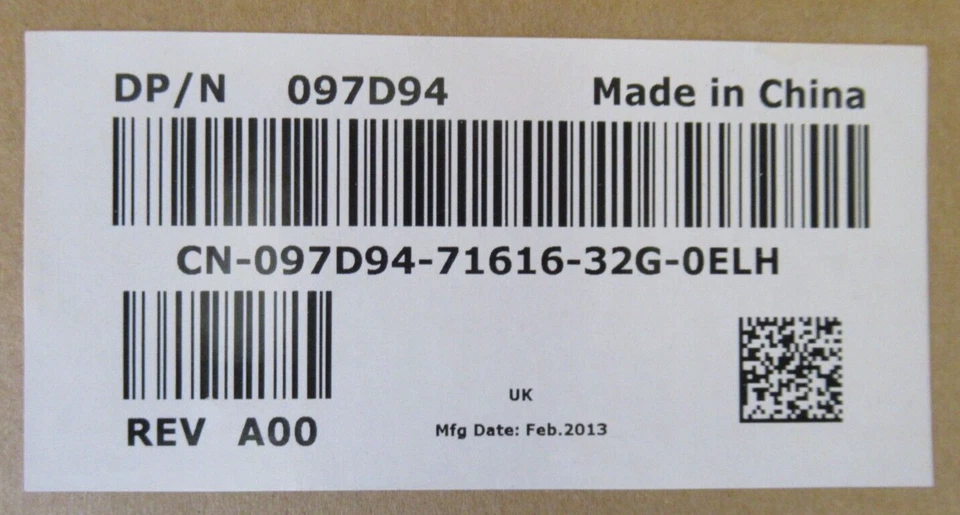 DP/N 097D94 Made in China
CN-097D94-71616-32G-0ELH
REV A00
UK
Mfg Date: Feb.2013